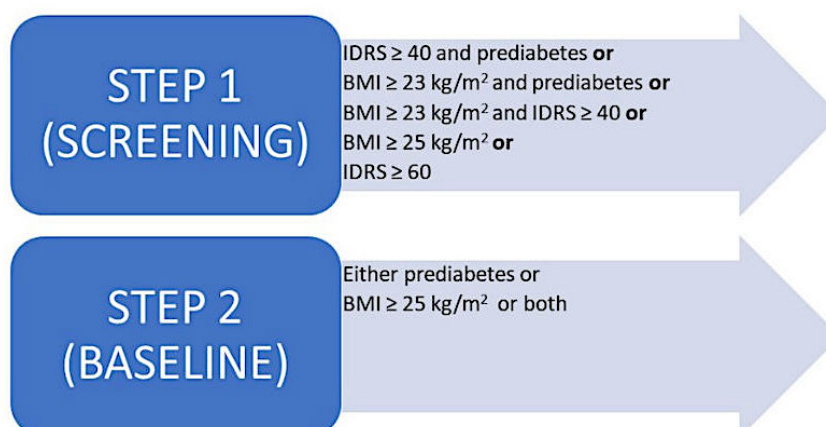 STEP 1
(SCREENING)
IDRS ≥ 40 and prediabetes or
BMI ≥ 23 kg/m² and prediabetes or
BMI ≥ 23 kg/m² and IDRS ≥ 40 or
BMI ≥ 25 kg/m² or
IDRS ≥ 60
STEP 2
(BASELINE)
Either prediabetes or
BMI ≥ 25 kg/m² or both